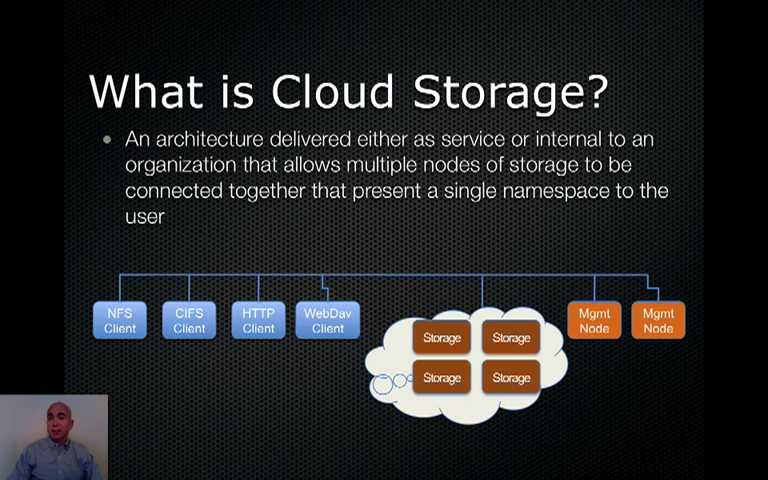 What is Cloud Storage?
An architecture delivered either as service or internal to an
organization that allows multiple nodes of storage to be
connected together that present a single namespace to the
user
NFS
Client
CIFS
Client
HTTP
Client
WebDav
Client
Storage
Storage
Storage
Storage
Mgmt
Node
Mgmt
Node